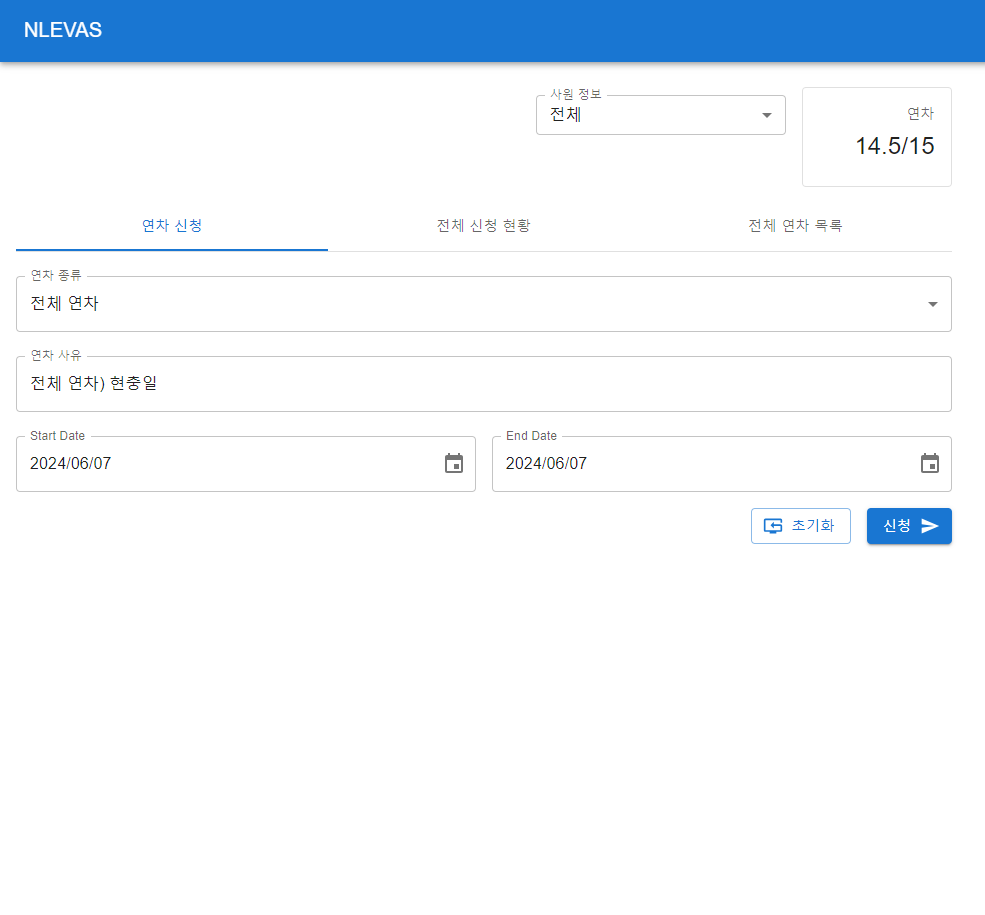 NLEVAS
사원 정보
전체
연차
14.5/15
연차 신청
전체 신청 현황
전체 연차 목록
연차 종류
전체 연차
연차 사유
전체 연차) 현충일
Start Date
2024/06/07
End Date
2024/06/07
초기화
신청